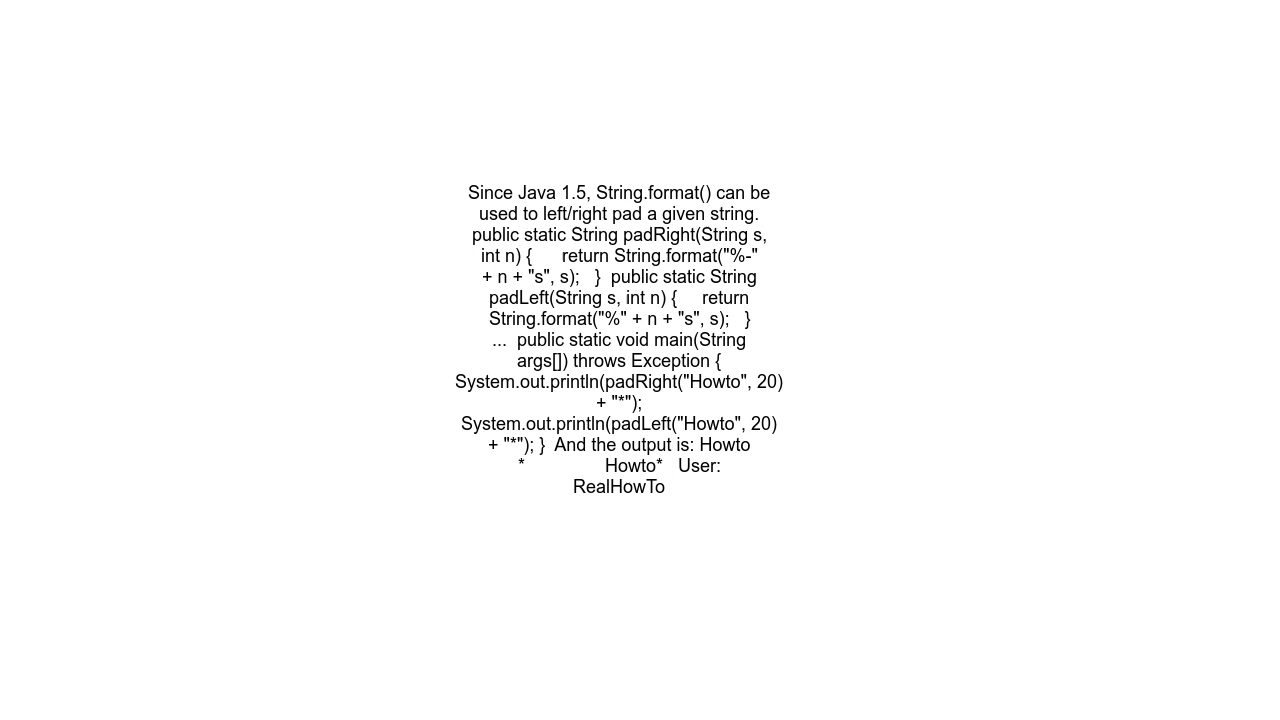 Since Java 1.5, String.format() can be
used to left/right pad a given string.
public static String padRight(String s,
int n) {      return String.format("%-"
+ n + "s", s);   }  public static String
padLeft(String s, int n) {     return
String.format("%" + n + "s", s);   }
...  public static void main(String
args[]) throws Exception {
System.out.println(padRight("Howto", 20)
+ "*");
System.out.println(padLeft("Howto", 20)
+ "*"); }  And the output is: Howto
*                Howto*   User:
RealHowTo